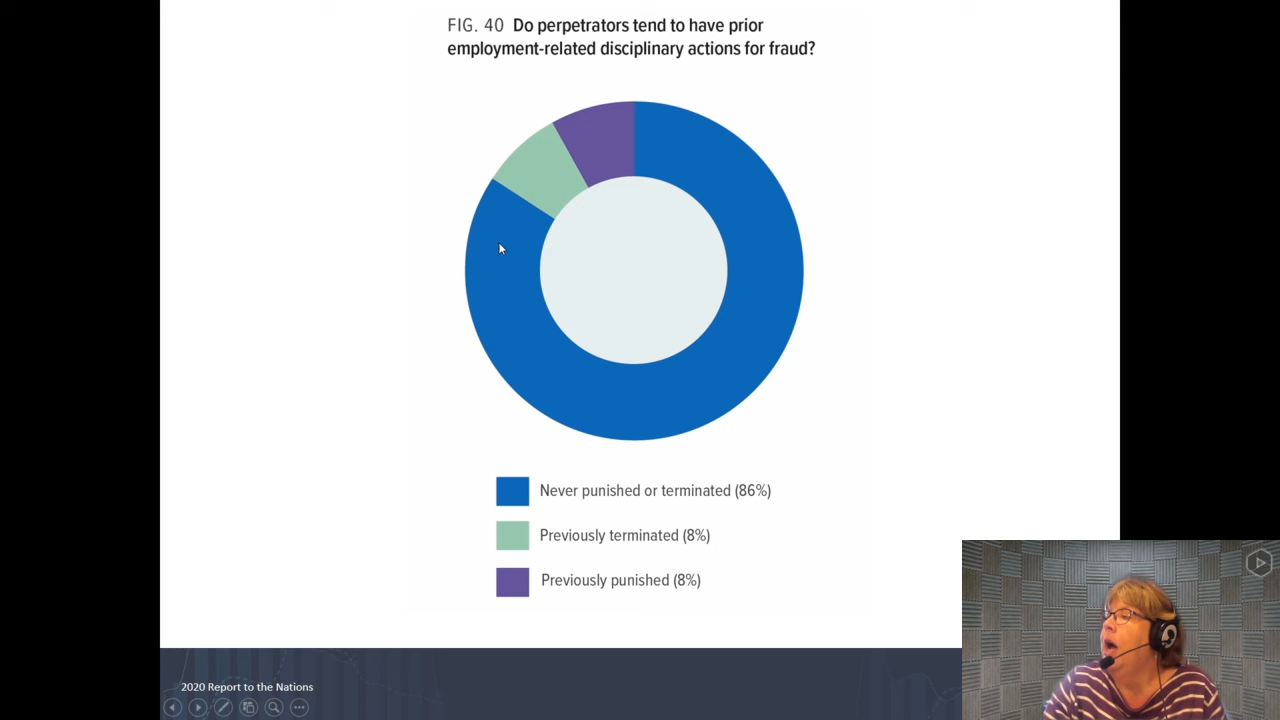 FIG. 40 Do perpetrators tend to have prior
employment-related disciplinary actions for fraud?
Never punished or terminated (86%)
Previously terminated (8%)
Previously punished (8%)
2020 Report to the Nations